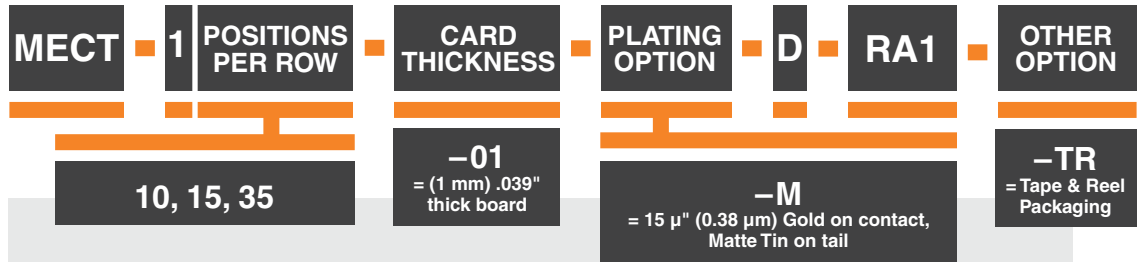 MECT - 1 POSITIONS PER ROW - CARD THICKNESS - PLATING OPTION - D - RA1 - OTHER OPTION
10, 15, 35
–01
= (1 mm) .039"
thick board
–M
= 15 µ" (0.38 µm) Gold on contact,
Matte Tin on tail
–TR
= Tape & Reel
Packaging